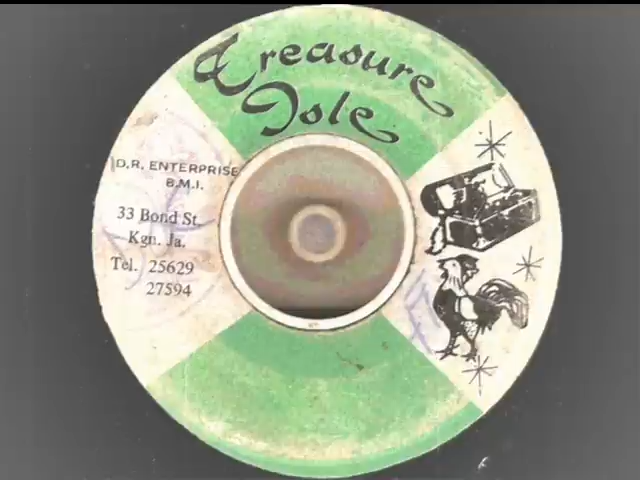 Treasure
Isle
D.R. ENTERPRISE
B.M.I.
33 Bond St.
Kgn. Ja.
Tel. 25629
27594